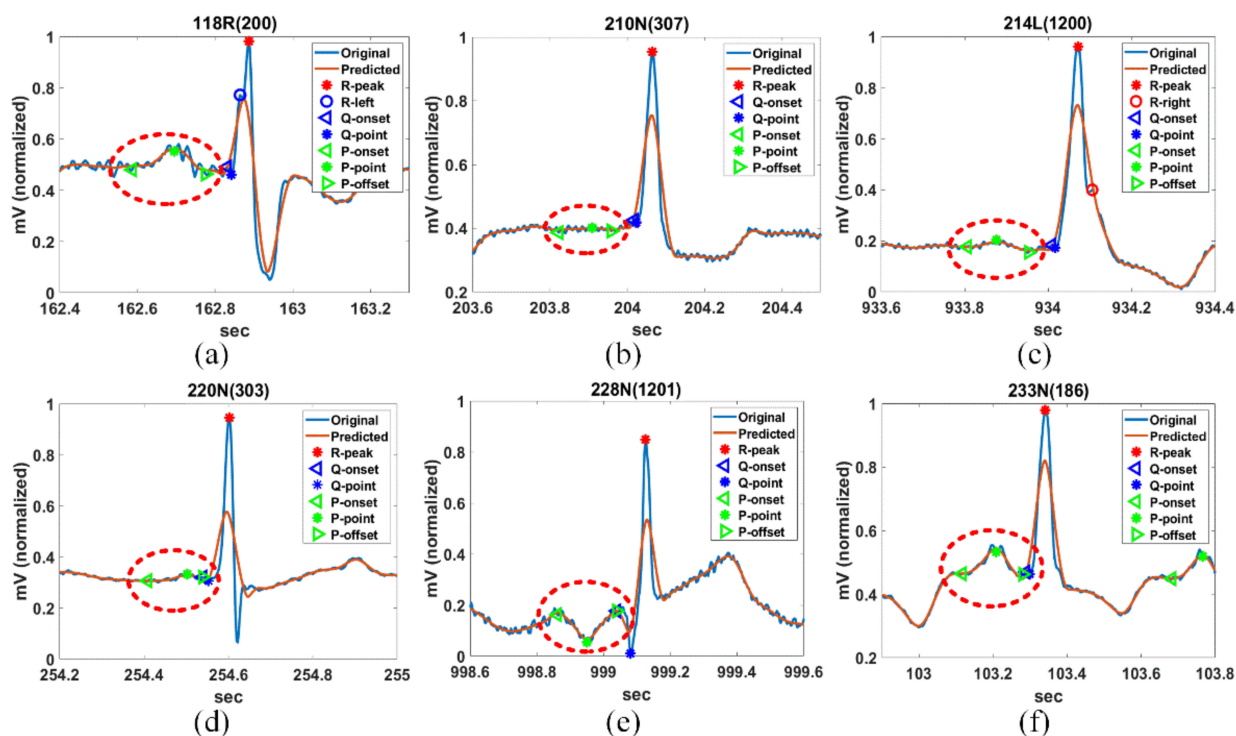 118R(200)
mV (normalized)
1
0.8
0.6
0.4
0.2
0
162.4
162.6
162.8
163
163.2
sec
Original
Predicted
R-peak
R-left
Q-onset
Q-point
P-onset
P-point
P-offset
(a)
210N(307)
mV (normalized)
1
0.8
0.6
0.4
0.2
203.6
203.8
204
204.2
204.4
sec
Original
Predicted
R-peak
Q-onset
Q-point
P-onset
P-point
P-offset
(b)
214L(1200)
mV (normalized)
1
0.8
0.6
0.4
0.2
0
933.6
933.8
934
934.2
934.4
sec
Original
Predicted
R-peak
R-right
Q-onset
Q-point
P-onset
P-point
P-offset
(c)
220N(303)
mV (normalized)
1
0.8
0.6
0.4
0.2
0
254.2
254.4
254.6
254.8
255
sec
Original
Predicted
R-peak
Q-onset
Q-point
P-onset
P-point
P-offset
(d)
228N(1201)
mV (normalized)
1
0.8
0.6
0.4
0.2
0
998.6
998.8
999
999.2
999.4
999.6
sec
Original
Predicted
R-peak
Q-onset
Q-point
P-onset
P-point
P-offset
(e)
233N(186)
mV (normalized)
1
0.8
0.6
0.4
0.2
103
103.2
103.4
103.6
103.8
sec
Original
Predicted
R-peak
Q-onset
Q-point
P-onset
P-point
P-offset
(f)